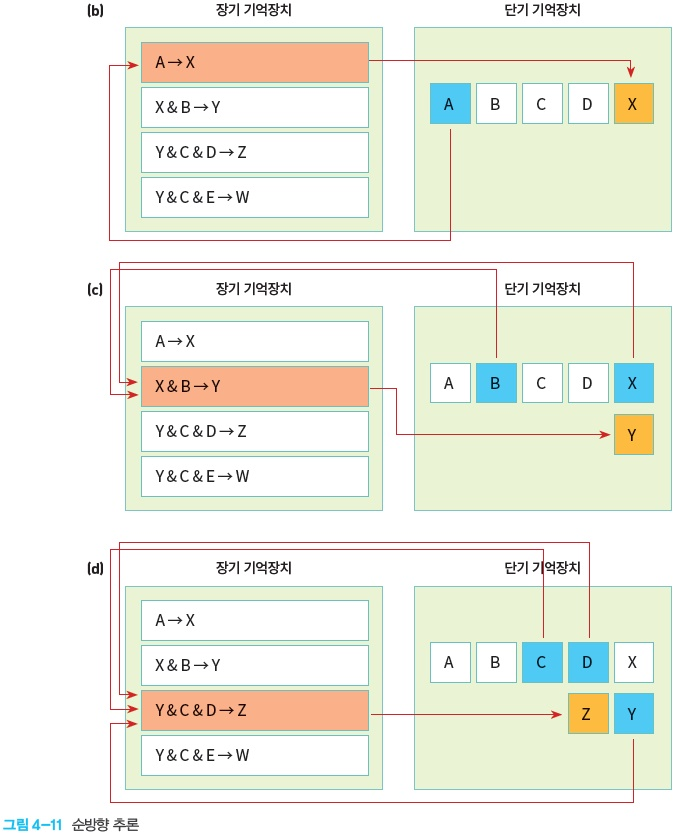 (b)
장기 기억장치
단기 기억장치
A → X
X & B → Y
Y & C & D → Z
Y & C & E → W
A B C D X
(c)
장기 기억장치
단기 기억장치
A → X
X & B → Y
Y & C & D → Z
Y & C & E → W
A B C D X
Y
(d)
장기 기억장치
단기 기억장치
A → X
X & B → Y
Y & C & D → Z
Y & C & E → W
A B C D X
Z Y
그림 4-11 순방향 추론